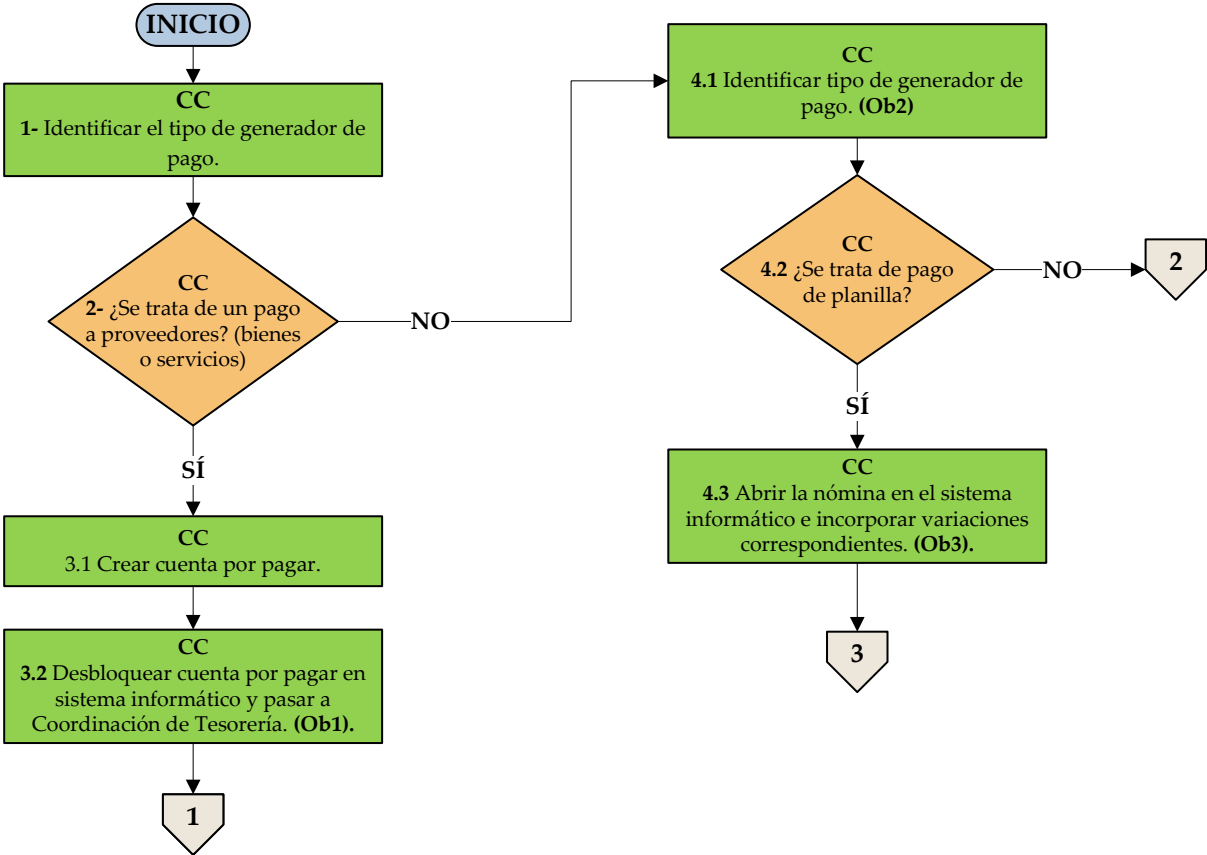 INICIO
CC
1- Identificar el tipo de generador de
pago.
CC
2- ¿Se trata de un pago
a proveedores? (bienes
o servicios)
NO
SÍ
CC
3.1 Crear cuenta por pagar.
CC
3.2 Desbloquear cuenta por pagar en
sistema informático y pasar a
Coordinación de Tesorería. (Ob1).
1
CC
4.1 Identificar tipo de generador de
pago. (Ob2)
CC
4.2 ¿Se trata de pago
de planilla?
NO
2
SÍ
CC
4.3 Abrir la nómina en el sistema
informático e incorporar variaciones
correspondientes. (Ob3).
3